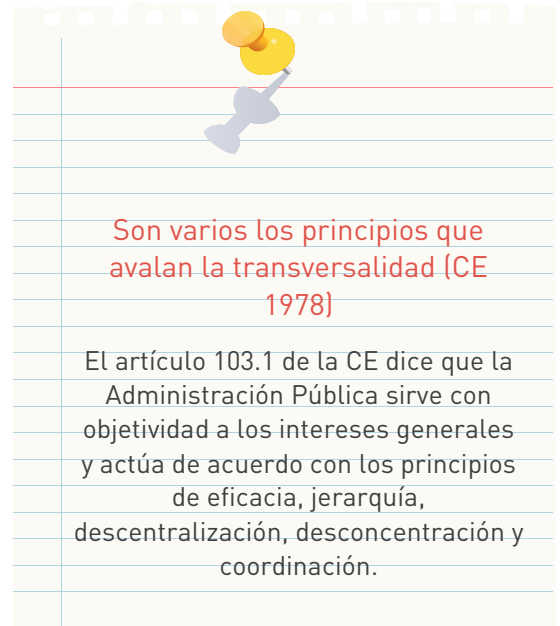 Son varios los principios que
avalan la transversalidad (CE
1978)
El artículo 103.1 de la CE dice que la
Administración Pública sirve con
objetividad a los intereses generales
y actúa de acuerdo con los principios
de eficacia, jerarquía,
descentralización, desconcentración y
coordinación.